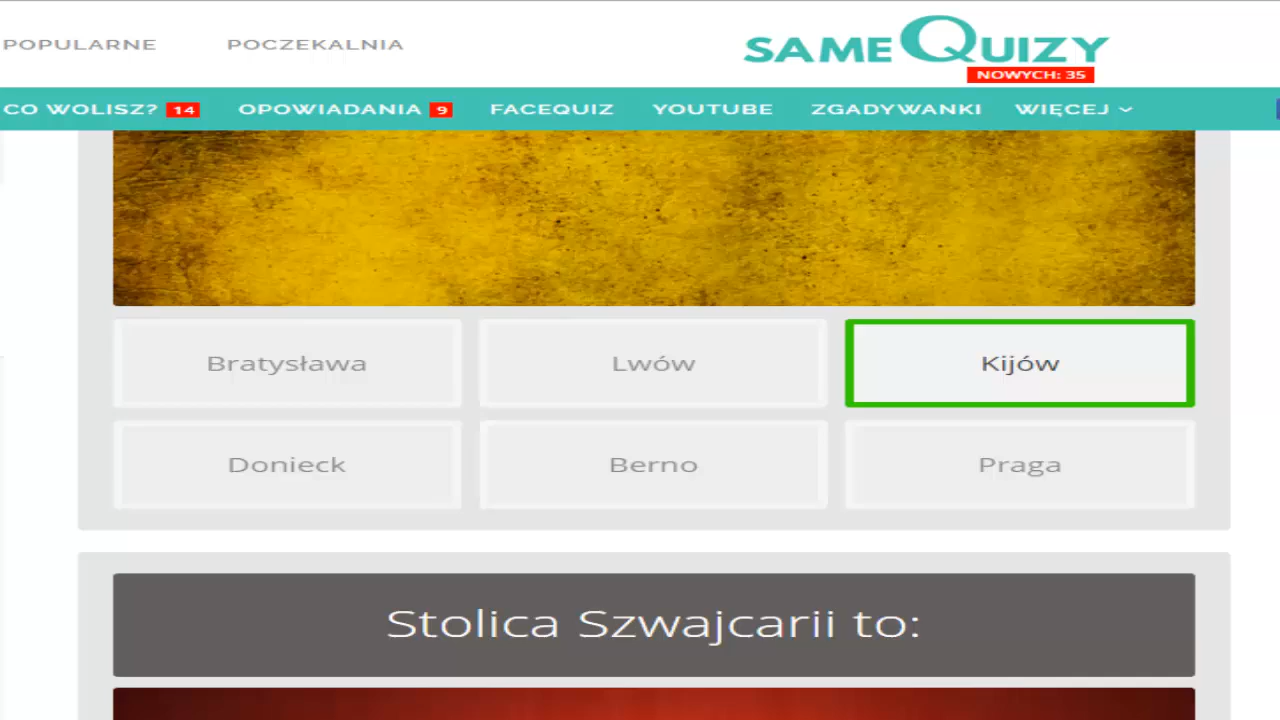 POPULARNE POCZEKALNIA SAMEQUIZY
NOWYCH: 35
CO WOLISZ? 14 OPOWIADANIA 9 FACEQUIZ YOUTUBE ZGADYWANKI WIĘCEJ
Bratysława Lwów Kijów
Donieck Berno Praga
Stolica Szwajcarii to: